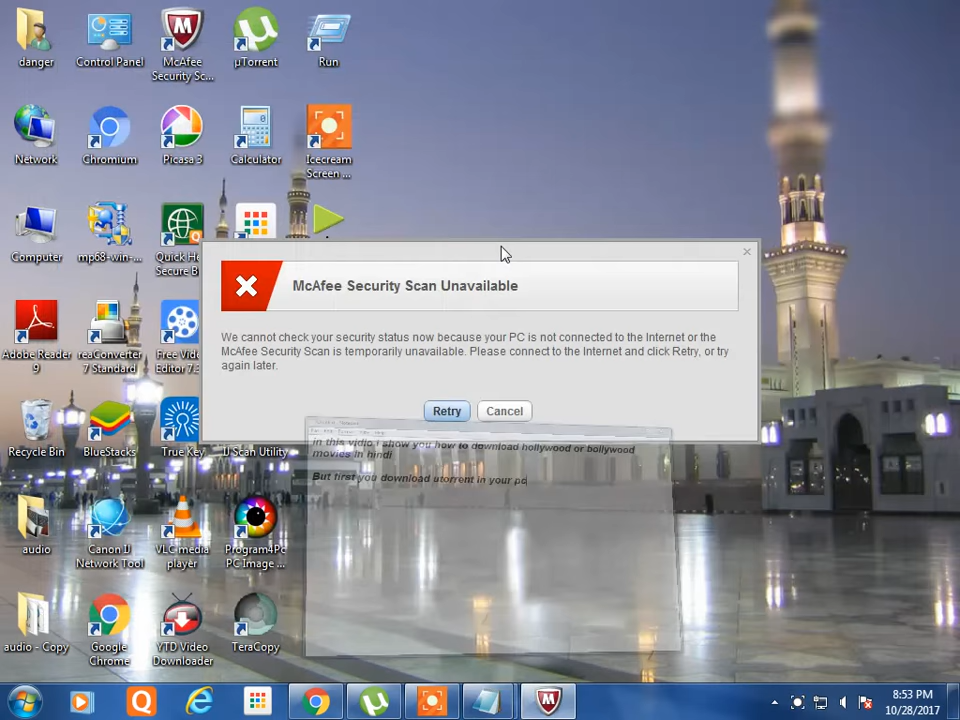 danger
Control Panel
McAfee
Security Sc...
µTorrent
Run
Network
Chromium
Picasa 3
Calculator
Icecream
Screen ...
Computer
mp68-win-...
Quick He
Secure B
McAfee Security Scan Unavailable
We cannot check your security status now because your PC is not connected to the Internet or the
McAfee Security Scan is temporarily unavailable. Please connect to the Internet and click Retry, or try
again later.
Retry
Cancel
Adobe Reader
9
reaConverter
7 Standard
Free Vide
Editor 7.
in this vidio i show you how to download hollywood or bollywood
movies in hindi
But first you download utorrent in your pc
Recycle Bin
BlueStacks
True Key
IJ Scan Utility
audio
Canon IJ
Network Tool
VLC media
player
Program4Pc
PC Image ...
audio - Copy
Google
Chrome
YTD Video
Downloader
TeraCopy
8:53 PM
10/28/2017